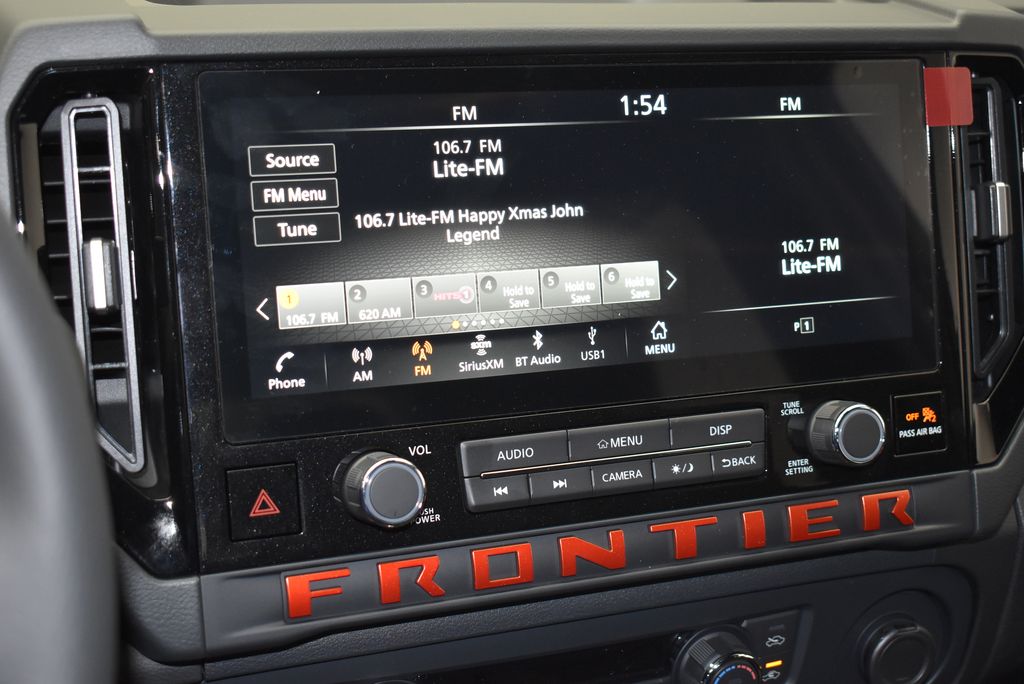 FM
1:54
FM
106.7 FM
Lite-FM
Source
FM Menu
Tune
106.7 Lite-FM Happy Xmas John
Legend
106.7 FM
Lite-FM
1
106.7 FM
2
620 AM
3
HITS1
4
Hold to
Save
5
Hold to
Save
6
Hold to
Save
P1
Phone
AM
FM
sxm
SiriusXM
BT Audio
USB1
MENU
VOL
AUDIO
MENU
DISP
CAMERA
BACK
TUNE
SCROLL
ENTER
SETTING
OFF
2
PASS AIR BAG
FRONTIER